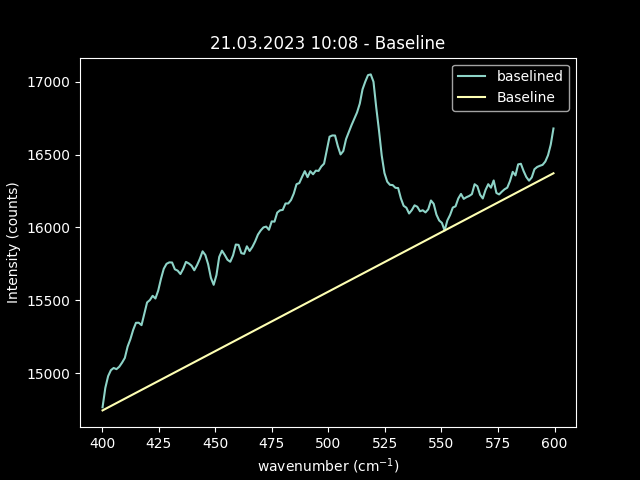 21.03.2023 10:08 - Baseline
baselined
Baseline
17000
16500
16000
15500
15000
Intensity (counts)
400 425 450 475 500 525 550 575 600
wavenumber (cm⁻¹)